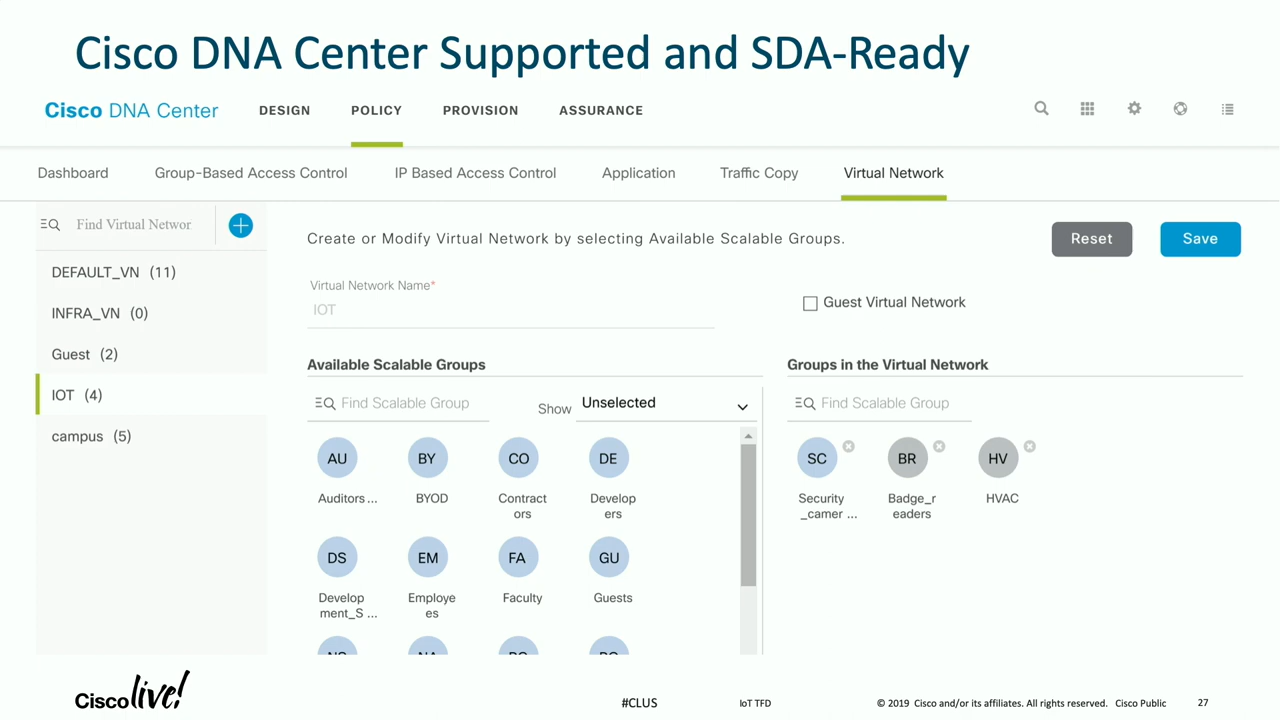 Cisco DNA Center Supported and SDA-Ready
Cisco DNA Center DESIGN POLICY PROVISION ASSURANCE
Dashboard Group-Based Access Control IP Based Access Control Application Traffic Copy Virtual Network
Find Virtual Networ
Create or Modify Virtual Network by selecting Available Scalable Groups.
Reset Save
DEFAULT_VN (11)
INFRA_VN (0)
Guest (2)
IOT (4)
campus (5)
Virtual Network Name*
IOT
Guest Virtual Network
Available Scalable Groups
Find Scalable Group Show Unselected
AU BY CO DE
Auditors ... BYOD Contract Develop
ors ers
DS EM FA GU
Develop Employe Faculty Guests
ment_S ... es
Groups in the Virtual Network
Find Scalable Group
SC BR HV
Security Badge_r HVAC
_camer ... eaders
Cisco live!
#CLUS IoT TFD © 2019 Cisco and/or its affiliates. All rights reserved. Cisco Public 27